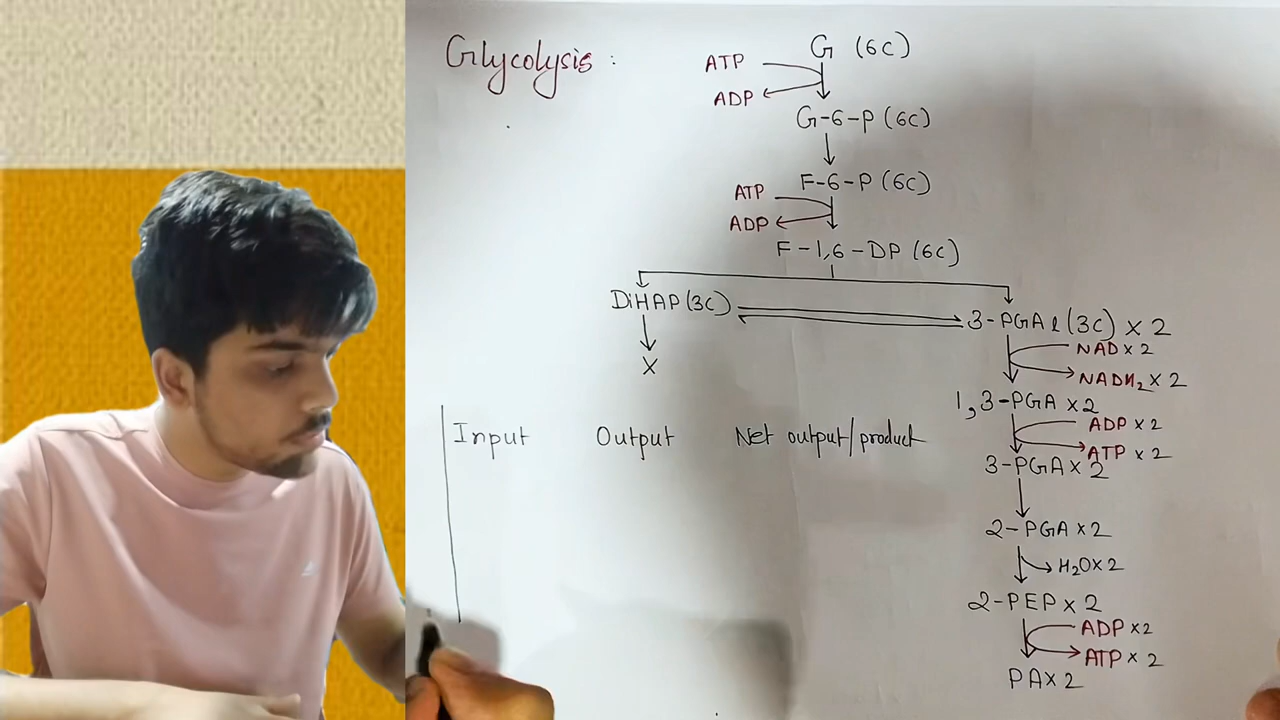 Glycolysis :
G (6C)
ATP
ADP
G-6-P (6C)
F-6-P (6C)
ATP
ADP
F-1,6-DP (6C)
DiHAP (3C)
3-PGAl (3C) × 2
X
NAD × 2
NADH₂ × 2
1,3-PGA × 2
ADP × 2
ATP × 2
Input Output Net output/product
3-PGA × 2
2-PGA × 2
H₂O × 2
2-PEP × 2
ADP × 2
ATP × 2
PA × 2